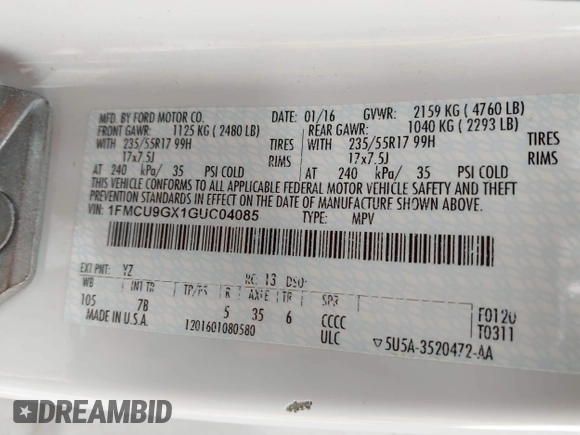 MFD. BY FORD MOTOR CO. DATE: 01/16 GVWR: 2159 KG ( 4760 LB)
FRONT GAWR: 1125 KG ( 2480 LB) REAR GAWR: 1040 KG ( 2293 LB)
WITH 235/55R17 99H TIRES WITH 235/55R17 99H TIRES
17x7.5J RIMS 17x7.5J RIMS
AT 240 kPa/ 35 PSI COLD AT 240 kPa/ 35 PSI COLD
THIS VEHICLE CONFORMS TO ALL APPLICABLE FEDERAL MOTOR VEHICLE SAFETY AND THEFT
PREVENTION STANDARDS IN EFFECT ON THE DATE OF MANUFACTURE SHOWN ABOVE.
VIN: 1FMCU9GX1GUC04085 TYPE: MPV
EXT PNT: YZ RC: 13 DSO:
WB INT TR TP/PS R AXLE TR SPR
105 7B 5 35 6 CCCC F0120
MADE IN U.S.A. 1201601080580 ULC T0311
▽5U5A-3520472-AA
DREAMBID